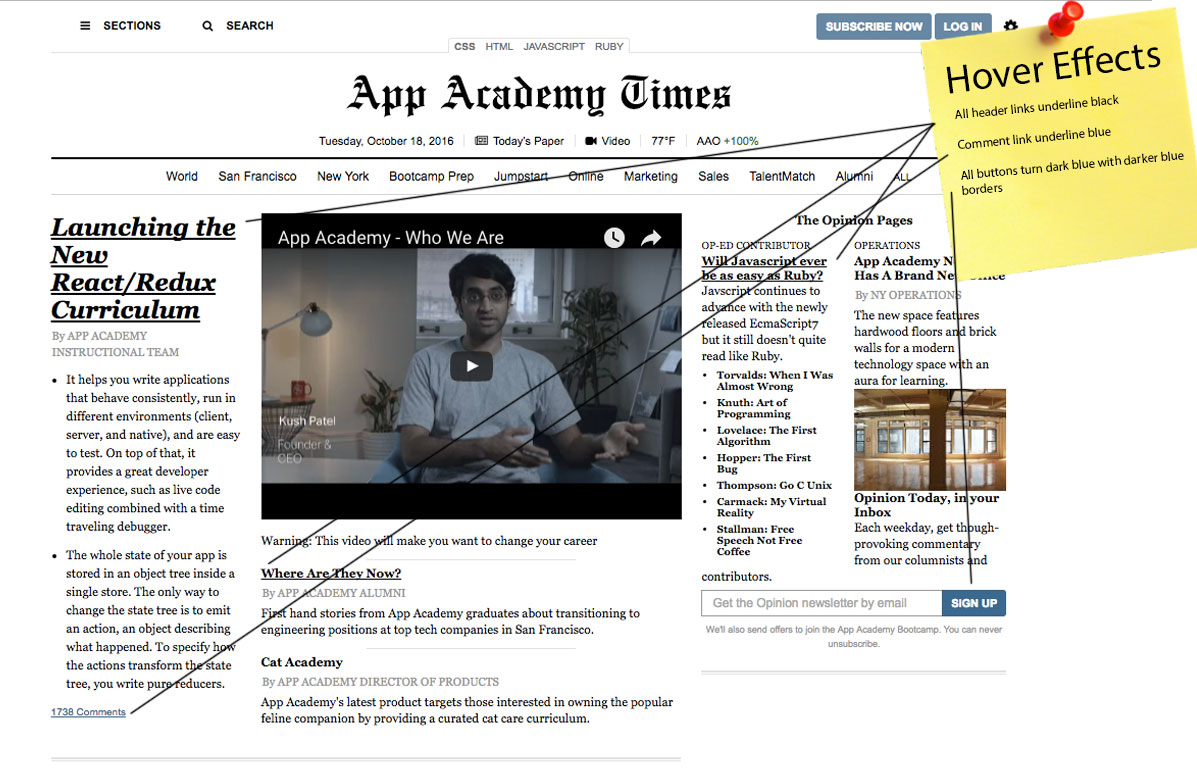 SECTIONS
SEARCH
SUBSCRIBE NOW
LOG IN
CSS HTML JAVASCRIPT RUBY
App Academy Times
Tuesday, October 18, 2016
Today's Paper
Video
77°F
AAO +100%
World San Francisco New York Bootcamp Prep Jumpstart Online Marketing Sales TalentMatch Alumni ALL
Hover Effects
All header links underline black
Comment link underline blue
All buttons turn dark blue with darker blue
borders
Launching the
New
React/Redux
Curriculum
By APP ACADEMY
INSTRUCTIONAL TEAM
• It helps you write applications
that behave consistently, run in
different environments (client,
server, and native), and are easy
to test. On top of that, it
provides a great developer
experience, such as live code
editing combined with a time
traveling debugger.
• The whole state of your app is
stored in an object tree inside a
single store. The only way to
change the state tree is to emit
an action, an object describing
what happened. To specify how
the actions transform the state
tree, you write pure reducers.
1738 Comments
App Academy - Who We Are
Kush Patel
Founder &
CEO
Warning: This video will make you want to change your career
Where Are They Now?
By APP ACADEMY ALUMNI
First hand stories from App Academy graduates about transitioning to
engineering positions at top tech companies in San Francisco.
Cat Academy
By APP ACADEMY DIRECTOR OF PRODUCTS
App Academy's latest product targets those interested in owning the popular
feline companion by providing a curated cat care curriculum.
The Opinion Pages
OP-ED CONTRIBUTOR
Will Javascript ever
be as easy as Ruby?
Javscript continues to
advance with the newly
released EcmaScript7
but it still doesn't quite
read like Ruby.
• Torvalds: When I Was
Almost Wrong
• Knuth: Art of
Programming
• Lovelace: The First
Algorithm
• Hopper: The First
Bug
• Thompson: Go C Unix
• Carmack: My Virtual
Reality
• Stallman: Free
Speech Not Free
Coffee
OPERATIONS
App Academy N
Has A Brand New
By NY OPERATIONS
The new space features
hardwood floors and brick
walls for a modern
technology space with an
aura for learning.
Opinion Today, in your
Inbox
Each weekday, get though-
provoking commentary
from our columnists and
contributors.
Get the Opinion newsletter by email
SIGN UP
We'll also send offers to join the App Academy Bootcamp. You can never
unsubscribe.